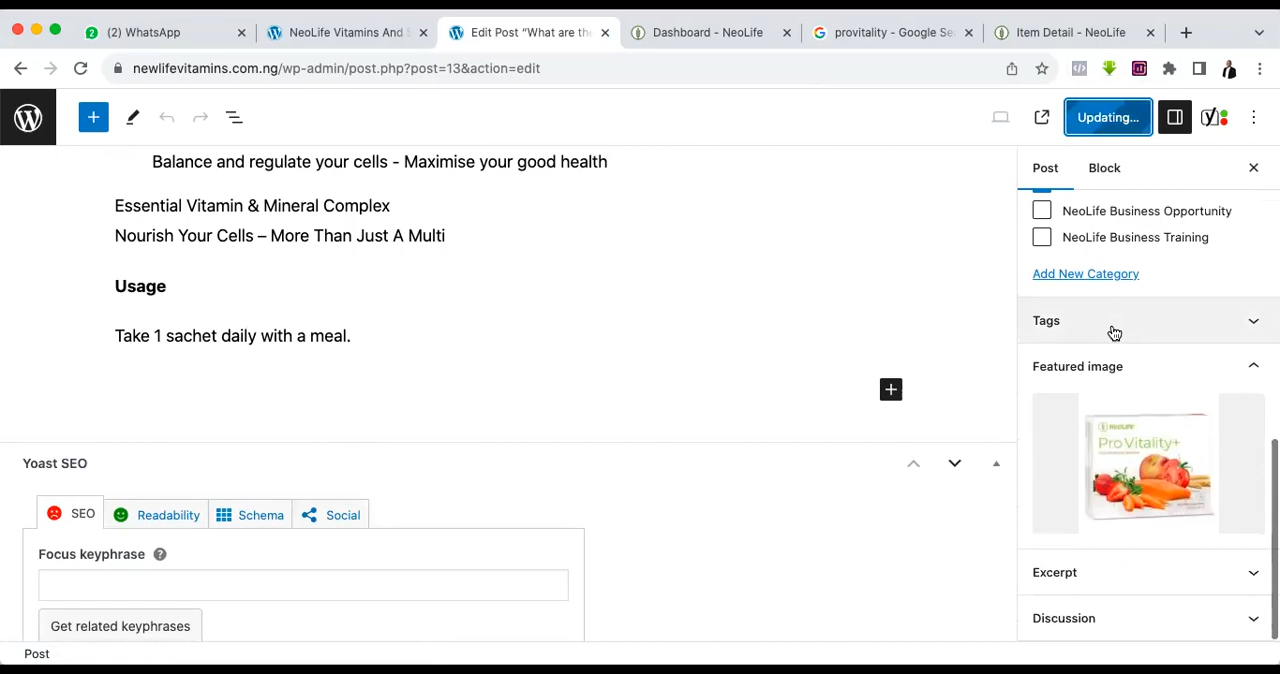 (2) WhatsApp
NeoLife Vitamins And S
Edit Post "What are the
Dashboard - NeoLife
provitality - Google Se
Item Detail - NeoLife
newlifevitamins.com.ng/wp-admin/post.php?post=13&action=edit
Updating...
Balance and regulate your cells - Maximise your good health
Essential Vitamin & Mineral Complex
Nourish Your Cells – More Than Just A Multi
Usage
Take 1 sachet daily with a meal.
Post
Block
NeoLife Business Opportunity
NeoLife Business Training
Add New Category
Tags
Featured image
NEOLIFE
Pro Vitality+
Excerpt
Discussion
Yoast SEO
SEO
Readability
Schema
Social
Focus keyphrase
Get related keyphrases
Post